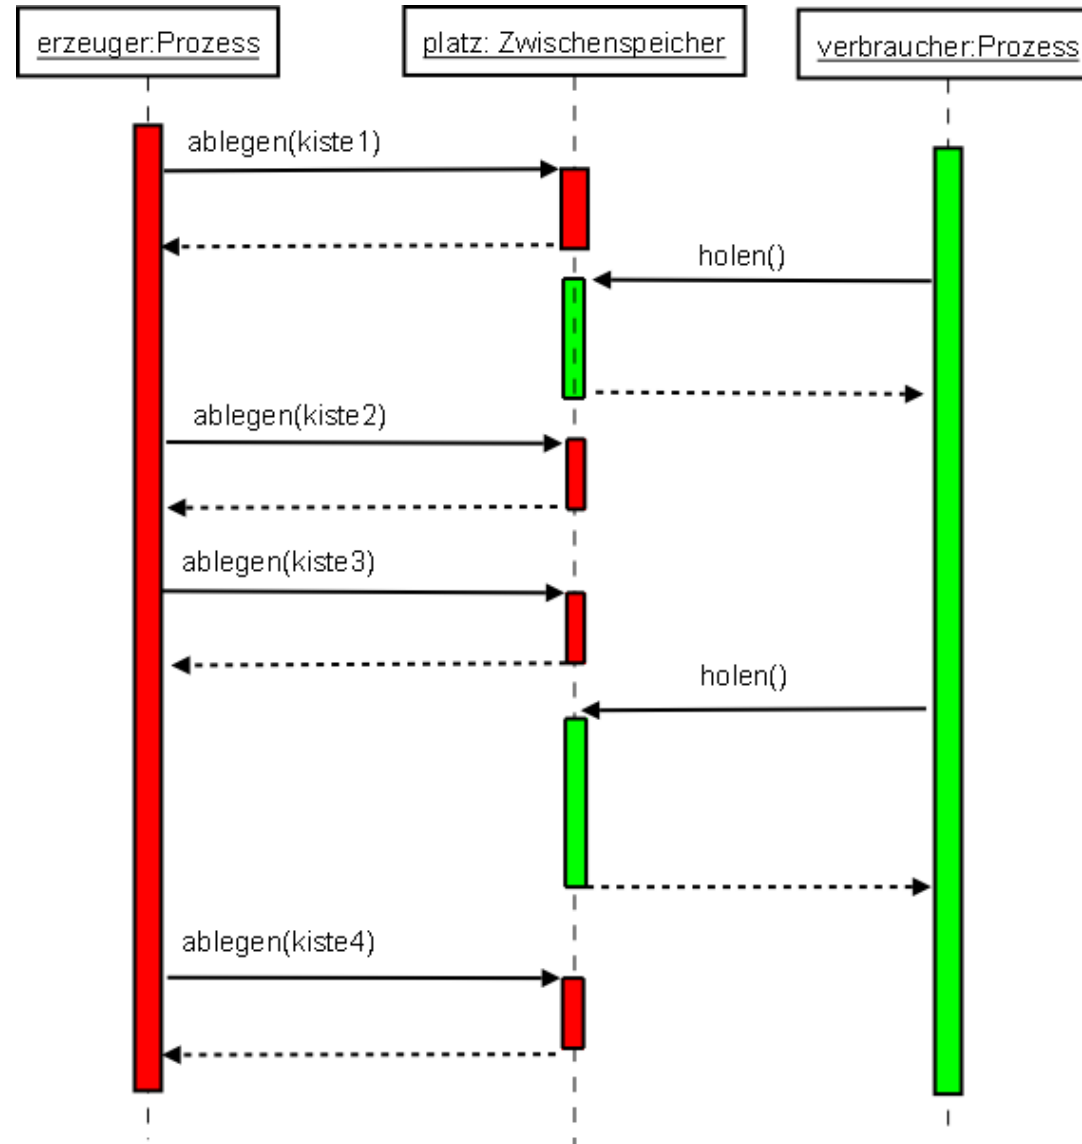 erzeuger:Prozess
platz: Zwischenspeicher
verbraucher:Prozess
ablegen(kiste1)
holen()
ablegen(kiste2)
ablegen(kiste3)
holen()
ablegen(kiste4)